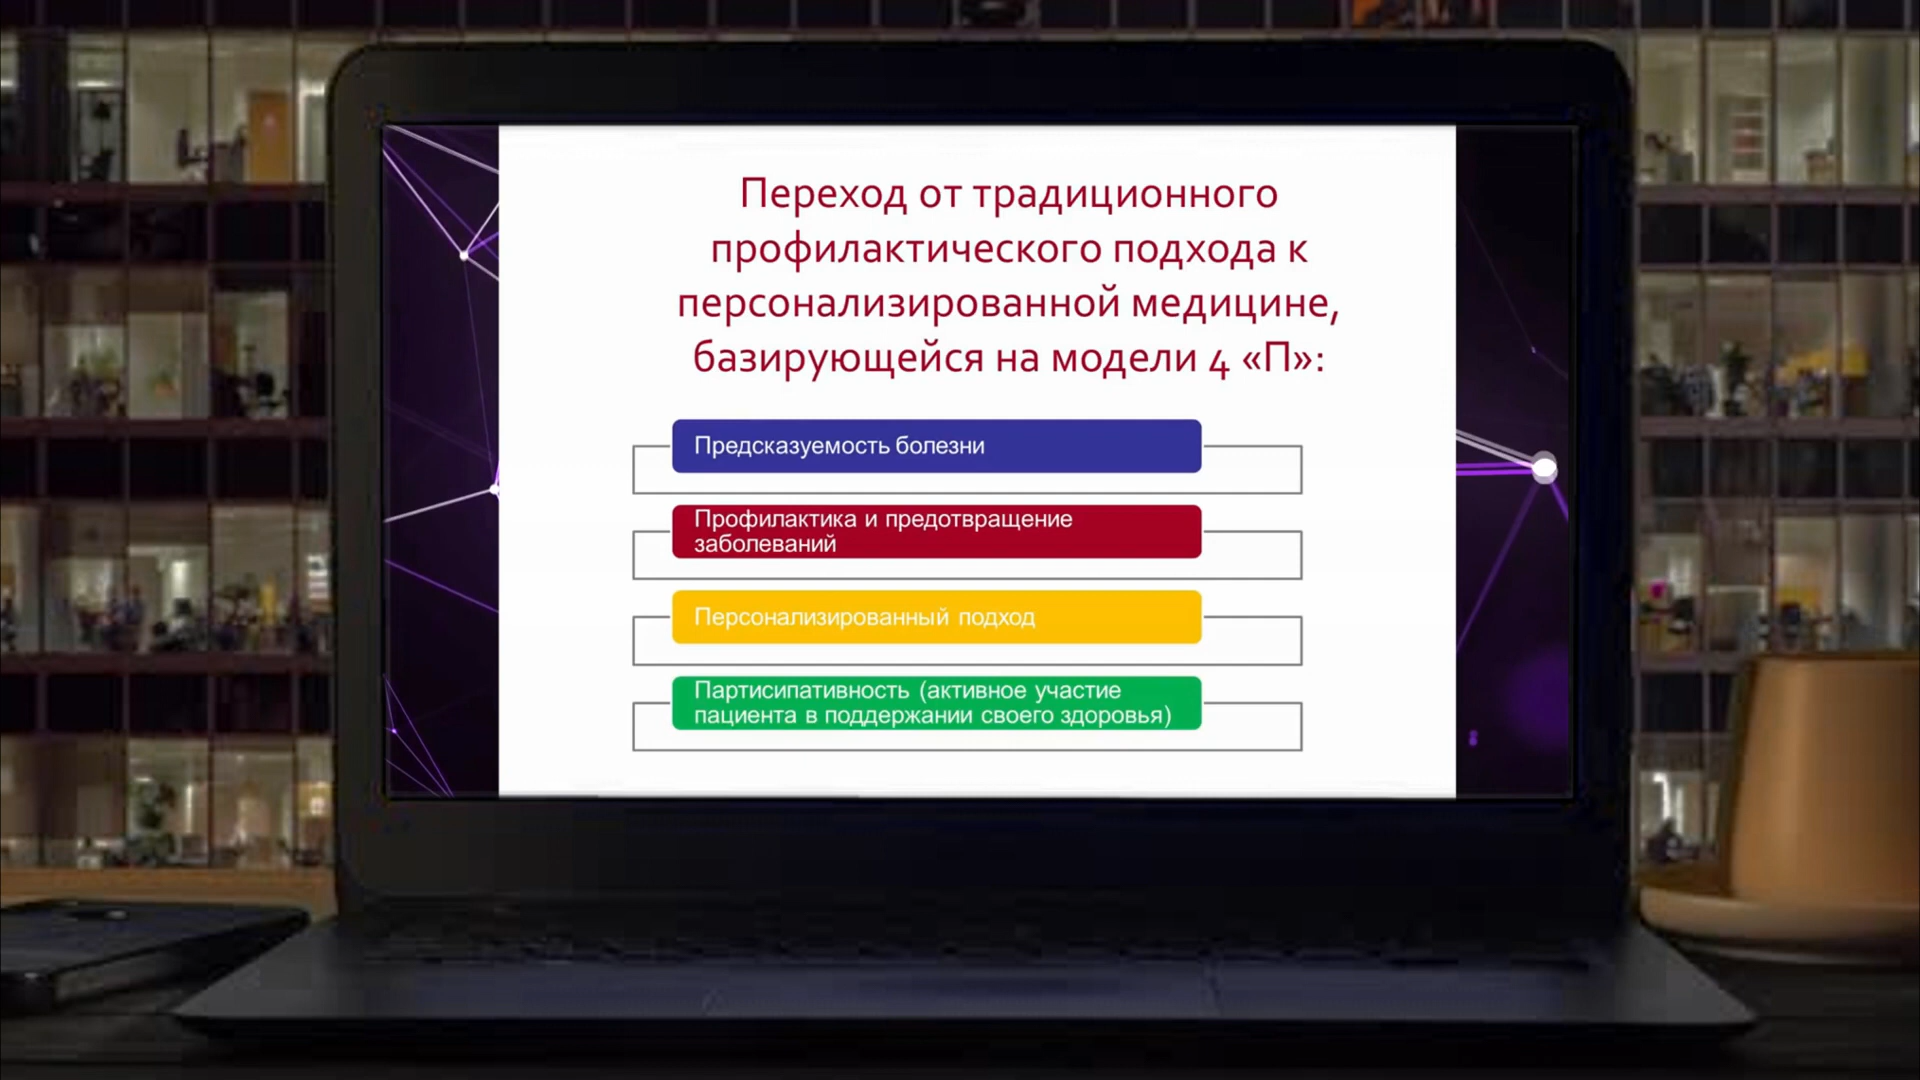 Переход от традиционного
профилактического подхода к
персонализированной медицине,
базирующейся на модели 4 «П»:
Предсказуемость болезни
Профилактика и предотвращение
заболеваний
Персонализированный подход
Партисипативность (активное участие
пациента в поддержании своего здоровья)